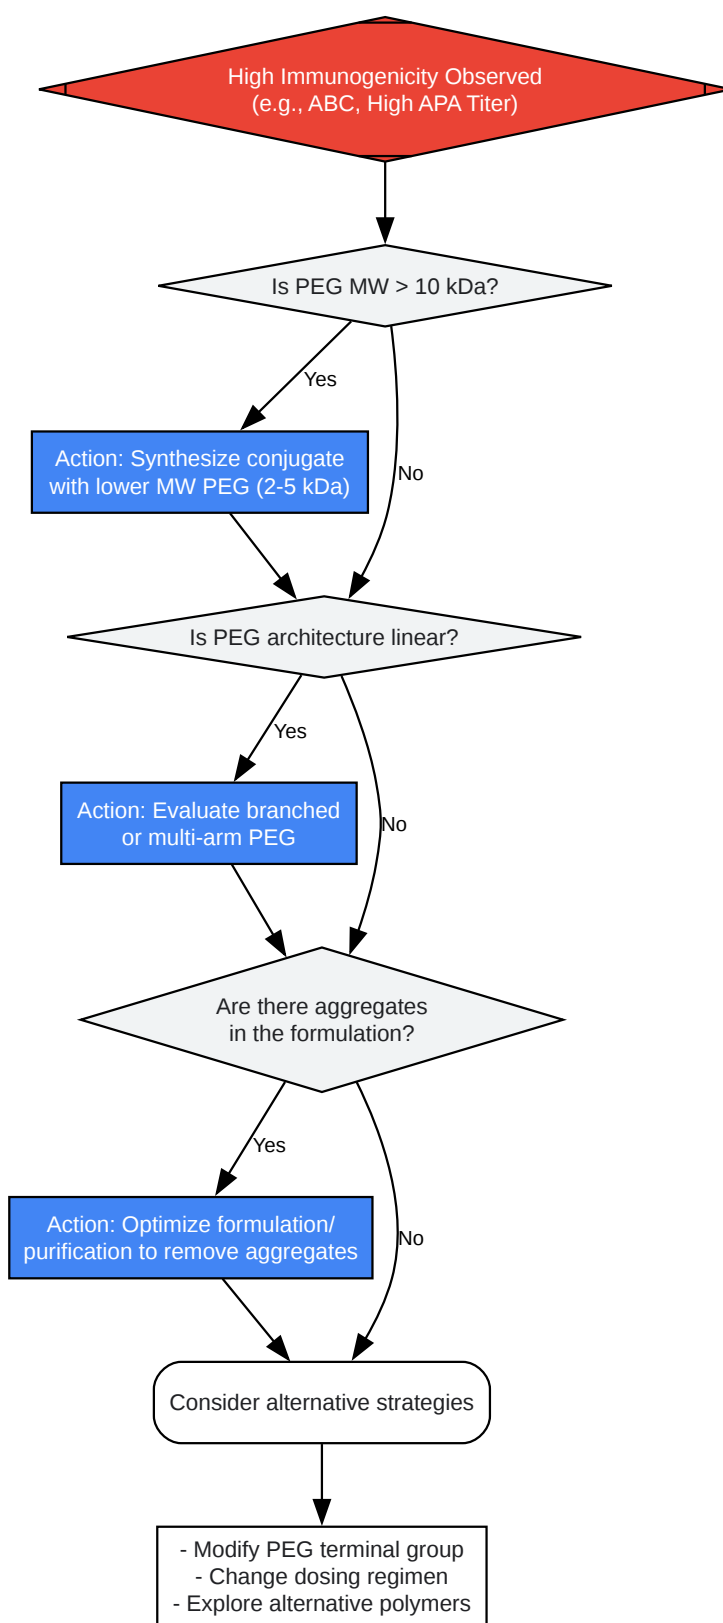 High Immunogenicity Observed
(e.g., ABC, High APA Titer)
Is PEG MW > 10 kDa?
Yes
Action: Synthesize conjugate
with lower MW PEG (2-5 kDa)
No
Is PEG architecture linear?
Yes
Action: Evaluate branched
or multi-arm PEG
No
Are there aggregates
in the formulation?
Yes
Action: Optimize formulation/
purification to remove aggregates
No
Consider alternative strategies
- Modify PEG terminal group
- Change dosing regimen
- Explore alternative polymers